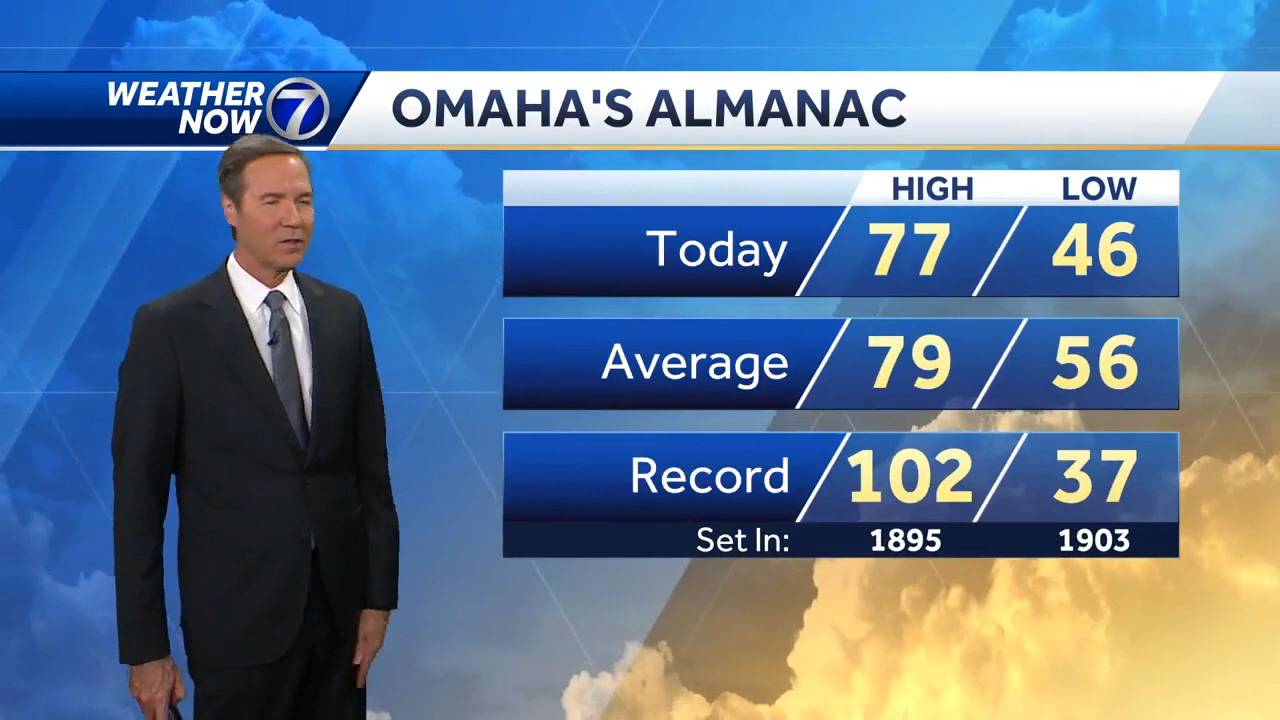 WEATHER
NOW 7
OMAHA'S ALMANAC
HIGH LOW
Today 77 46
Average 79 56
Record 102 37
Set In: 1895 1903